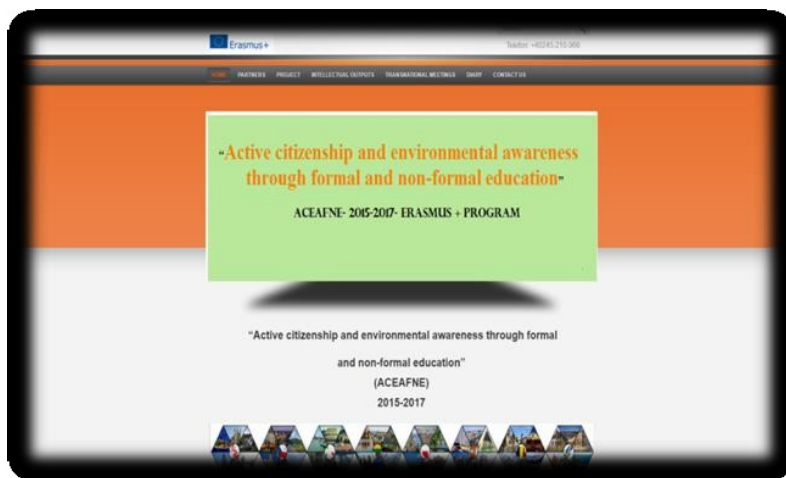 Erasmus+
Telefon: +40245-210-966
HOME PARTNERS PROJECT INTELLECTUAL OUTPUTS TRANSNATIONAL MEETINGS DIARY CONTACT US
"Active citizenship and environmental awareness
through formal and non-formal education"
ACEAFNE- 2015-2017- ERASMUS + PROGRAM
"Active citizenship and environmental awareness through formal
and non-formal education"
(ACEAFNE)
2015-2017